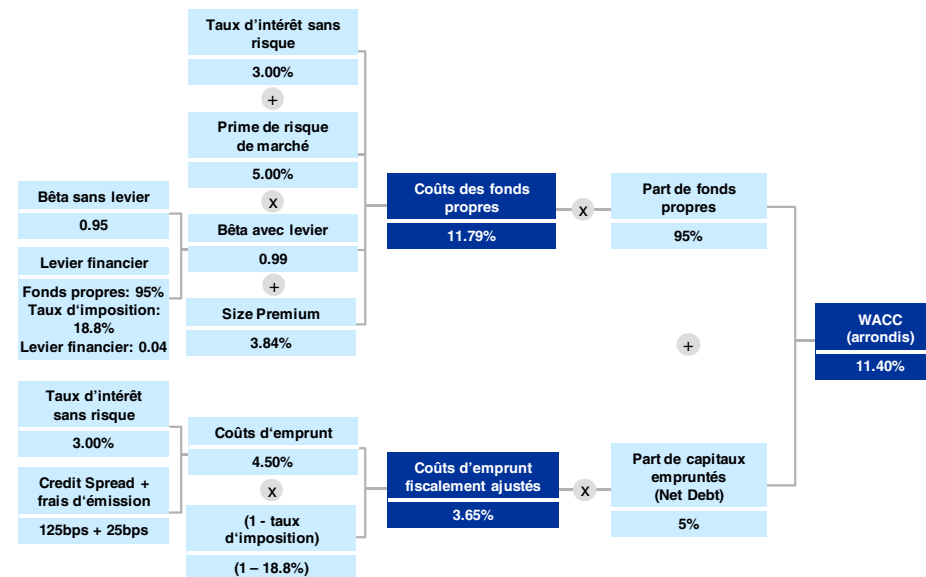 Taux d'intérêt sans
risque
3.00%
+
Prime de risque
de marché
5.00%
x
Bêta sans levier
0.95
Levier financier
Fonds propres: 95%
Taux d‘imposition:
18.8%
Levier financier: 0.04
Bêta avec levier
0.99
+
Size Premium
3.84%
Coûts des fonds
propres
11.79%
x
Part de fonds
propres
95%
+
WACC
(arrondis)
11.40%
Taux d'intérêt
sans risque
3.00%
Credit Spread +
frais d‘émission
125bps + 25bps
Coûts d‘emprunt
4.50%
x
(1 - taux
d‘imposition)
(1 – 18.8%)
Coûts d'emprunt
fiscalement ajustés
3.65%
x
Part de capitaux
empruntés
(Net Debt)
5%